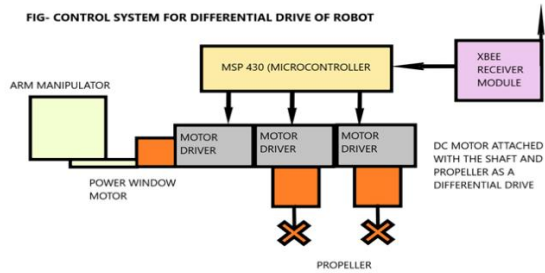 FIG- CONTROL SYSTEM FOR DIFFERENTIAL DRIVE OF ROBOT
MSP 430 (MICROCONTROLLER
XBEE
RECEIVER
MODULE
ARM MANIPULATOR
MOTOR
DRIVER
MOTOR
DRIVER
MOTOR
DRIVER
DC MOTOR ATTACHED
WITH THE SHAFT AND
PROPELLER AS A
DIFFERENTIAL DRIVE
POWER WINDOW
MOTOR
PROPELLER